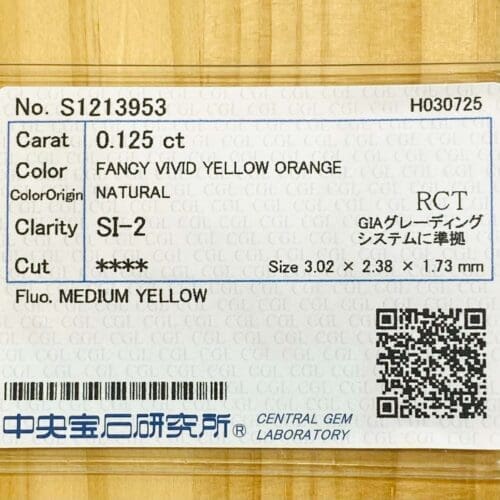 No. S1213953 H030725
Carat 0.125 ct
Color FANCY VIVID YELLOW ORANGE
ColorOrigin NATURAL
Clarity SI-2
RCT
GIAグレーディング
システムに準拠
Cut ****
Size 3.02 × 2.38 × 1.73 mm
Fluo. MEDIUM YELLOW
中央宝石研究所® CENTRAL GEM
LABORATORY